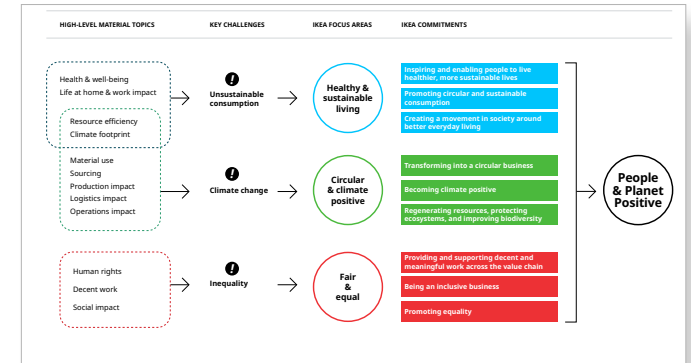 HIGH-LEVEL MATERIAL TOPICS
KEY CHALLENGES
IKEA FOCUS AREAS
IKEA COMMITMENTS
Health & well-being
Life at home & work impact
Resource efficiency
Climate footprint
Material use
Sourcing
Production impact
Logistics impact
Operations impact
Human rights
Decent work
Social impact
!
Unsustainable
consumption
!
Climate change
!
Inequality
Healthy &
sustainable
living
Circular
& climate
positive
Fair
&
equal
Inspiring and enabling people to live
healthier, more sustainable lives
Promoting circular and sustainable
consumption
Creating a movement in society around
better everyday living
Transforming into a circular business
Becoming climate positive
Regenerating resources, protecting
ecosystems, and improving biodiversity
Providing and supporting decent and
meaningful work across the value chain
Being an inclusive business
Promoting equality
People
& Planet
Positive